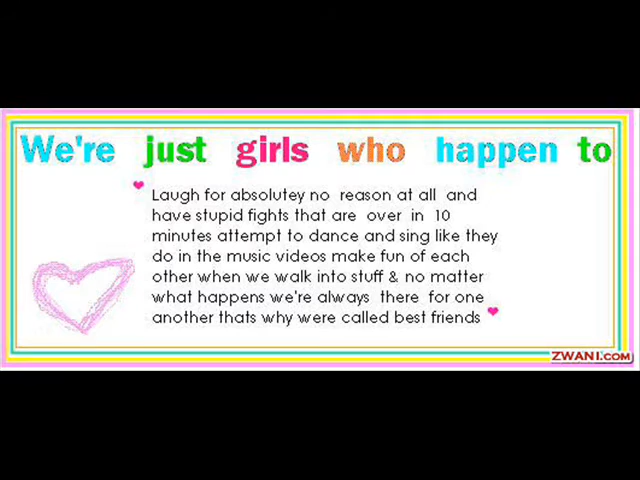 We're just girls who happen to
Laugh for absolutey no reason at all and
have stupid fights that are over in 10
minutes attempt to dance and sing like they
do in the music videos make fun of each
other when we walk into stuff & no matter
what happens we're always there for one
another thats why were called best friends
ZWANI.COM